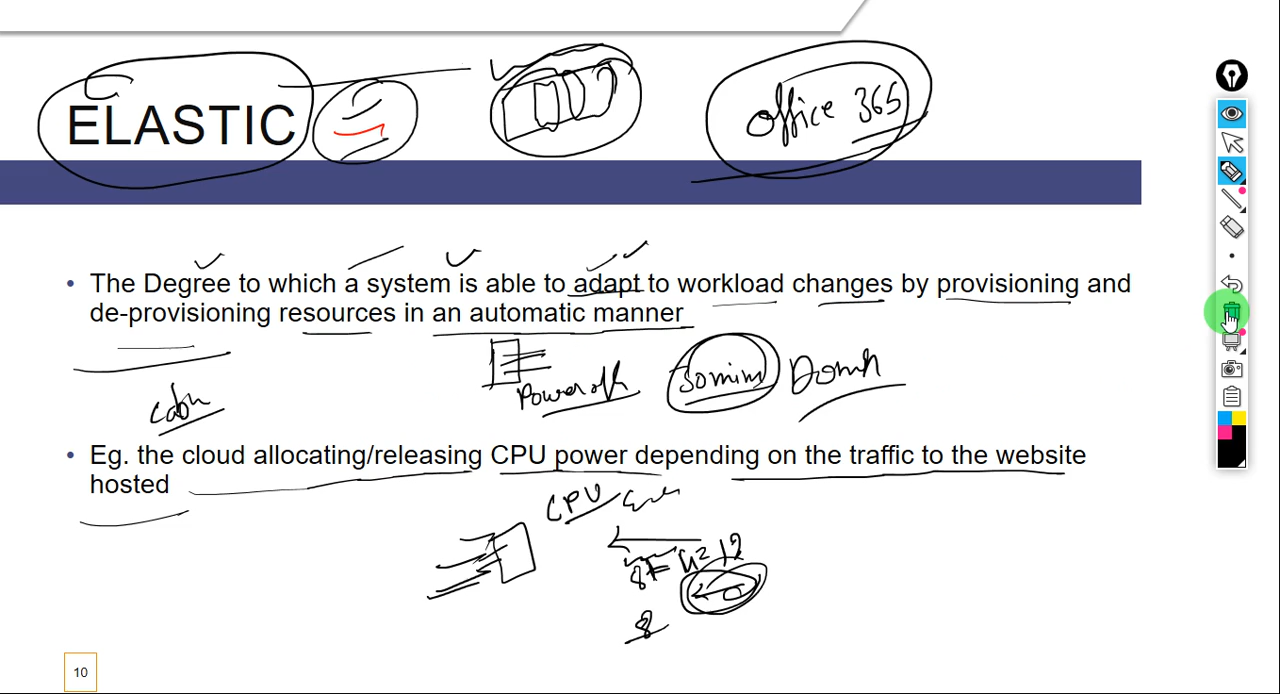 ELASTIC
office 365
• The Degree to which a system is able to adapt to workload changes by provisioning and
de-provisioning resources in an automatic manner
Power off
• Eg. the cloud allocating/releasing CPU power depending on the traffic to the website
hosted
CPU
8
10